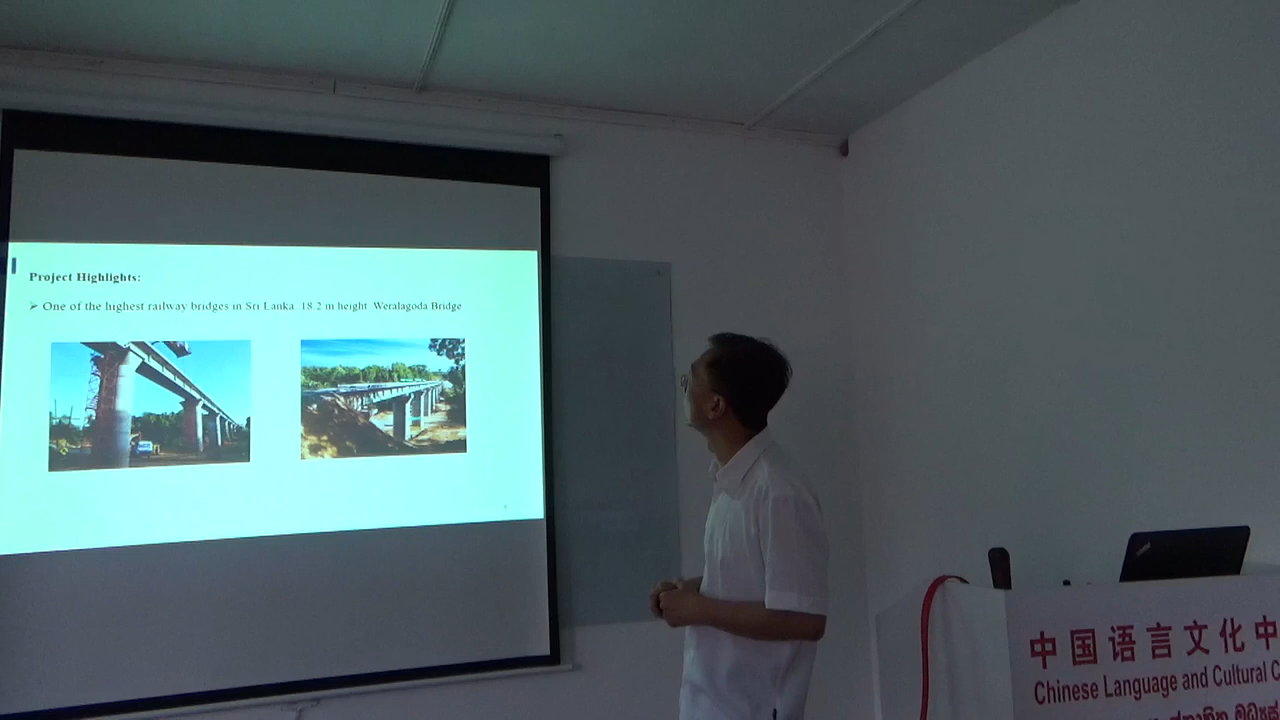 Project Highlights:
➢ One of the highest railway bridges in Sri Lanka 18.2 m height Weralagoda Bridge
中国语言文化中
Chinese Language and Cultural C